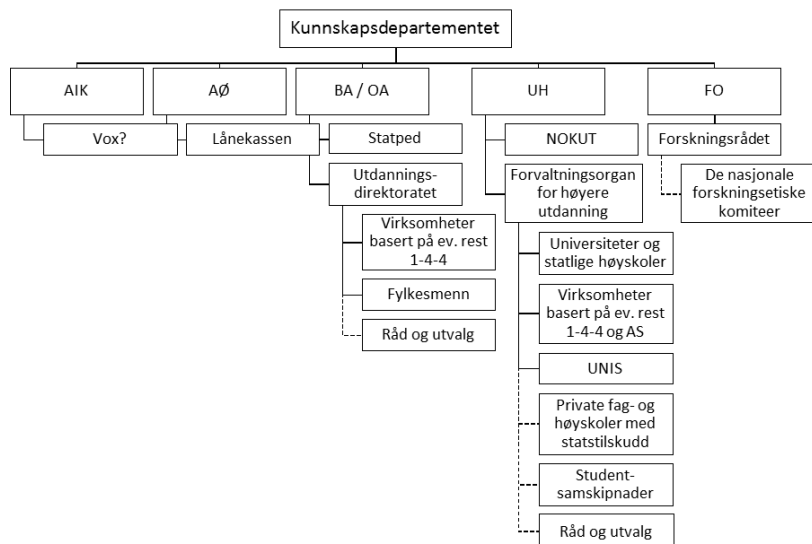 Kunnskapsdepartementet
AIK
AØ
BA / OA
UH
FO
Vox?
Lånekassen
Statped
NOKUT
Forskningsrådet
Utdannings-
direktoratet
Forvaltningsorgan
for høyere
utdanning
De nasjonale
forskningsetiske
komiteer
Virksomheter
basert på ev. rest
1-4-4
Fylkesmenn
Råd og utvalg
Universiteter og
statlige høyskoler
Virksomheter
basert på ev. rest
1-4-4 og AS
UNIS
Private fag- og
høyskoler med
statstilskudd
Student-
samskipnader
Råd og utvalg